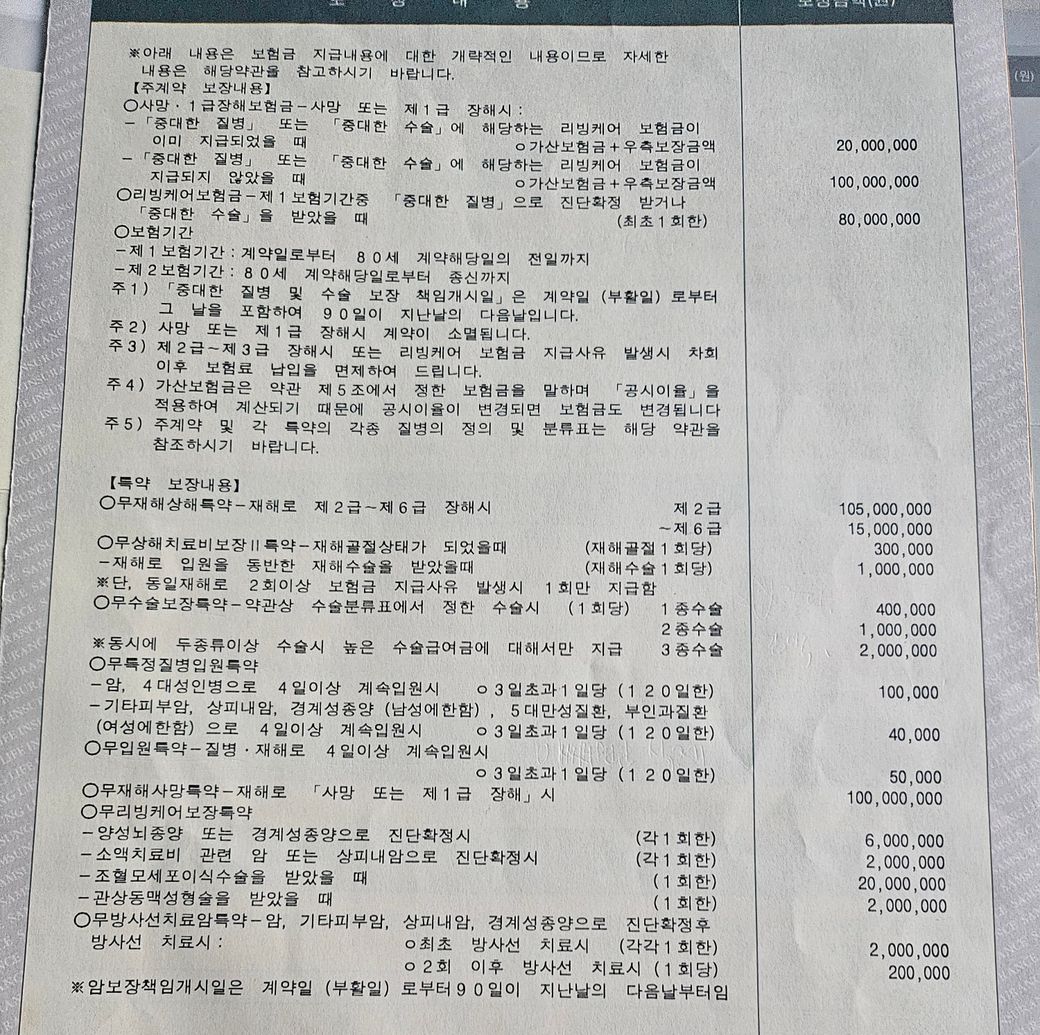 보 장 내 용 보장금액(원)
※아래 내용은 보험금 지급내용에 대한 개략적인 내용이므로 자세한
내용은 해당약관을 참고하시기 바랍니다.
【주계약 보장내용】
○사망·1급장해보험금-사망 또는 제1급 장해시:
-「중대한 질병」 또는 「중대한 수술」에 해당하는 리빙케어 보험금이
이미 지급되었을 때 ㅇ가산보험금+우측보장금액 20,000,000
-「중대한 질병」 또는 「중대한 수술」에 해당하는 리빙케어 보험금이
지급되지 않았을 때 ㅇ가산보험금+우측보장금액 100,000,000
○리빙케어보험금-제1보험기간중 「중대한 질병」으로 진단확정 받거나
「중대한 수술」을 받았을 때 (최초1회한) 80,000,000
○보험기간
-제1보험기간:계약일로부터 80세 계약해당일의 전일까지
-제2보험기간:80세 계약해당일로부터 종신까지
주1) 「중대한 질병 및 수술 보장 책임개시일」은 계약일(부활일)로부터
그 날을 포함하여 90일이 지난날의 다음날입니다.
주2) 사망 또는 제1급 장해시 계약이 소멸됩니다.
주3) 제2급~제3급 장해시 또는 리빙케어 보험금 지급사유 발생시 차회
이후 보험료 납입을 면제하여 드립니다.
주4) 가산보험금은 약관 제5조에서 정한 보험금을 말하며 「공시이율」을
적용하여 계산되기 때문에 공시이율이 변경되면 보험금도 변경됩니다
주5) 주계약 및 각 특약의 각종 질병의 정의 및 분류표는 해당 약관을
참조하시기 바랍니다.
【특약 보장내용】
○무재해상해특약-재해로 제2급~제6급 장해시 제2급 105,000,000
~제6급 15,000,000
○무상해치료비보장Ⅱ특약-재해골절상태가 되었을때 (재해골절1회당) 300,000
-재해로 입원을 동반한 재해수술을 받았을때 (재해수술1회당) 1,000,000
※단, 동일재해로 2회이상 보험금 지급사유 발생시 1회만 지급함
○무수술보장특약-약관상 수술분류표에서 정한 수술시 (1회당) 1종수술 400,000
2종수술 1,000,000
※동시에 두종류이상 수술시 높은 수술급여금에 대해서만 지급 3종수술 2,000,000
○무특정질병입원특약
-암, 4대성인병으로 4일이상 계속입원시 ㅇ3일초과1일당(120일한) 100,000
-기타피부암, 상피내암, 경계성종양(남성에한함), 5대만성질환, 부인과질환
(여성에한함)으로 4일이상 계속입원시 ㅇ3일초과1일당(120일한) 40,000
○무입원특약-질병·재해로 4일이상 계속입원시
ㅇ3일초과1일당(120일한) 50,000
○무재해사망특약-재해로 「사망 또는 제1급 장해」시 100,000,000
○무리빙케어보장특약
-양성뇌종양 또는 경계성종양으로 진단확정시 (각1회한) 6,000,000
-소액치료비 관련 암 또는 상피내암으로 진단확정시 (각1회한) 2,000,000
-조혈모세포이식수술을 받았을 때 (1회한) 20,000,000
-관상동맥성형술을 받았을 때 (1회한) 2,000,000
○무방사선치료암특약-암, 기타피부암, 상피내암, 경계성종양으로 진단확정후
방사선 치료시: ㅇ최초 방사선 치료시 (각각1회한) 2,000,000
ㅇ2회 이후 방사선 치료시(1회당) 200,000
※암보장책임개시일은 계약일(부활일)로부터90일이 지난날의 다음날부터임
(원)